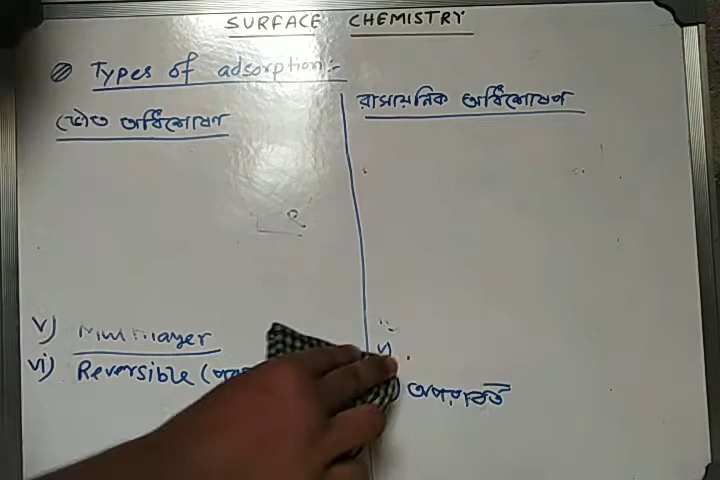 SURFACE CHEMISTRY
Types of adsorption:-
ভৌত অধিশোষণ
রাসায়নিক অধিশোষণ
v) Multilayer
vi) Reversible (
v)
অপরাবর্ত